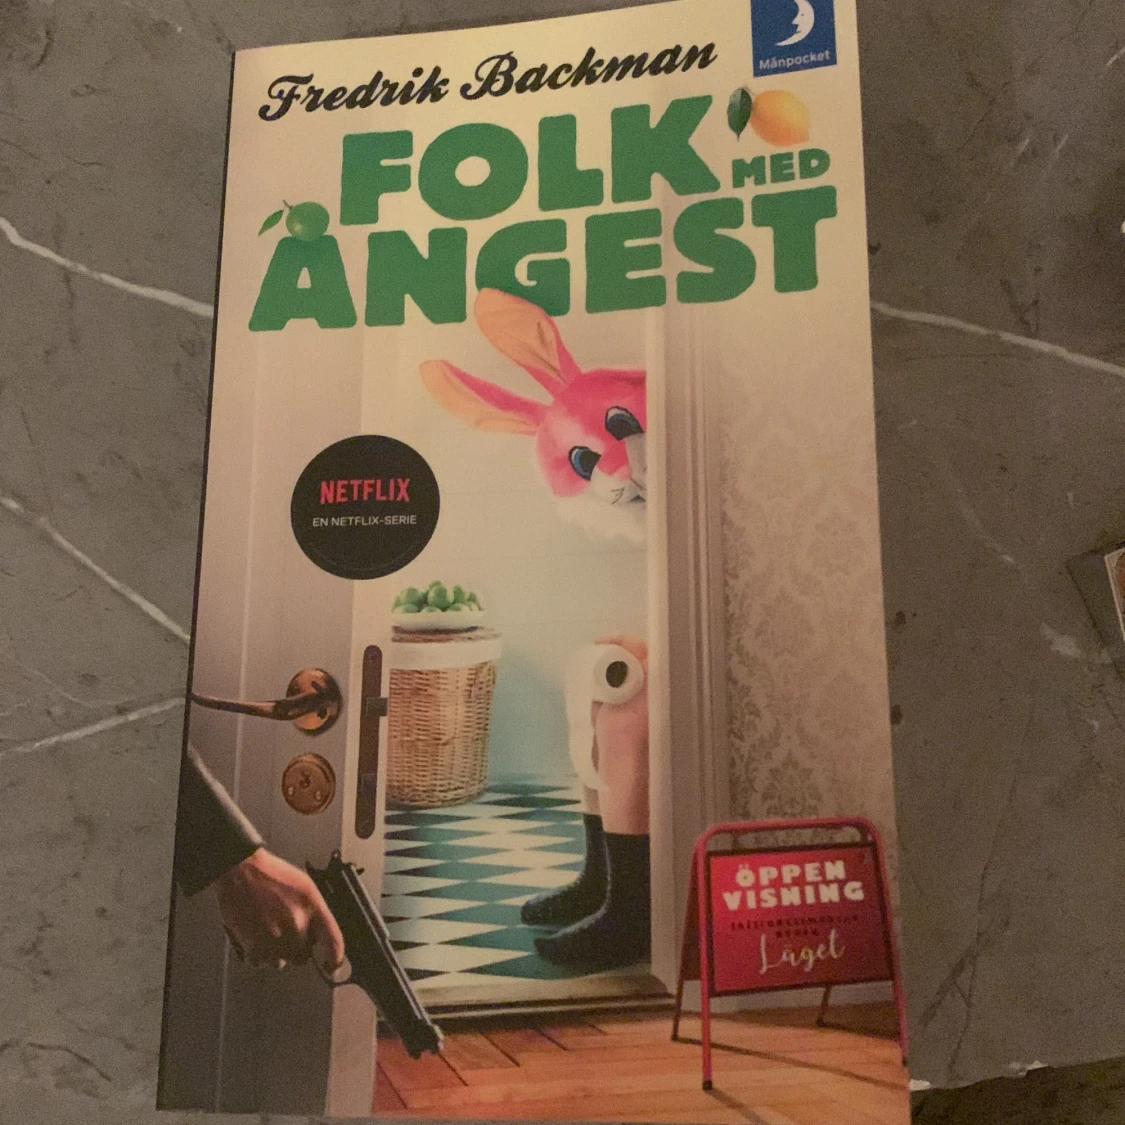 Fredrik Backman
Månpocket
FOLK
MED
ÅNGEST
NETFLIX
EN NETFLIX-SERIE
ÖPPEN
VISNING
Läget